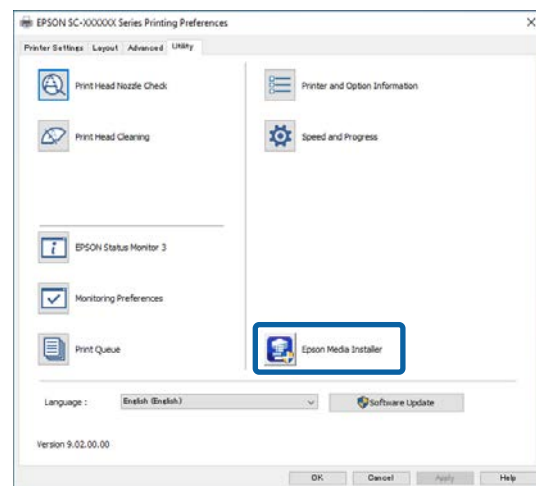 EPSON SC-XXXXXX Series Printing Preferences
Printer Settings Layout Advanced Utility
Print Head Nozzle Check
Printer and Option Information
Print Head Cleaning
Speed and Progress
EPSON Status Monitor 3
Monitoring Preferences
Print Queue
Epson Media Installer
Language :
English (English)
Software Update
Version 9.02.00.00
OK Cancel Apply Help